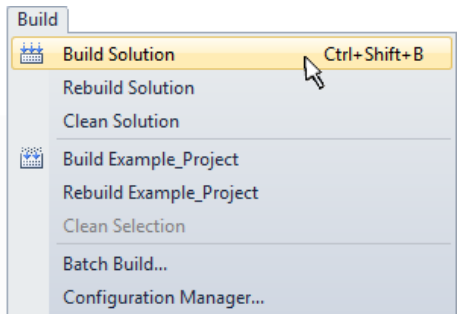 Build
Build Solution Ctrl+Shift+B
Rebuild Solution
Clean Solution
Build Example_Project
Rebuild Example_Project
Clean Selection
Batch Build...
Configuration Manager...